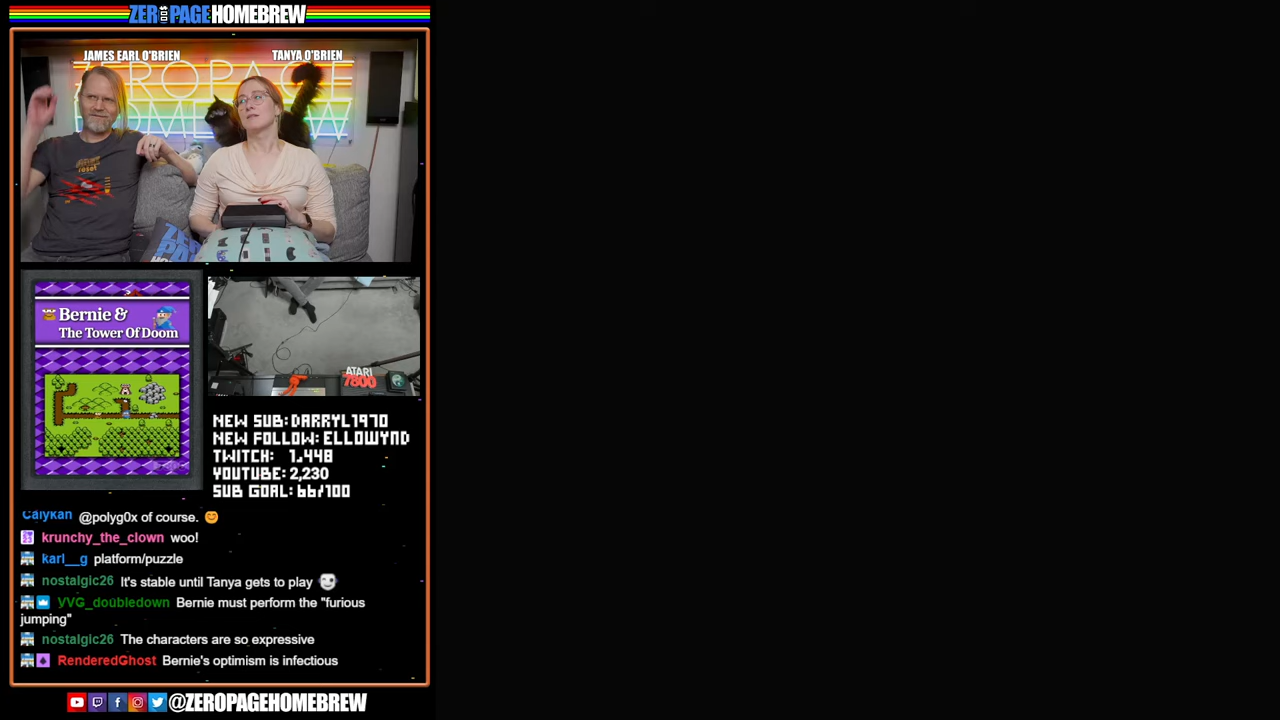 ZEROPAGE HOMEBREW
JAMES EARL O'BRIEN
TANYA O'BRIEN
ZEROPAGE
HOMEBREW
reset
Bernie &
The Tower Of Doom
ATARI
7800
NEW SUB: DARRYL1970
NEW FOLLOW: ELLOWYND
TWITCH: 1,448
YOUTUBE: 2,230
SUB GOAL: 66/100
Calykan @polyg0x of course. 😊
krunchy_the_clown woo!
karl__g platform/puzzle
nostalgic26 It's stable until Tanya gets to play
VVG_doubledown Bernie must perform the "furious
jumping"
nostalgic26 The characters are so expressive
RenderedGhost Bernie's optimism is infectious
@ZEROPAGEHOMEBREW